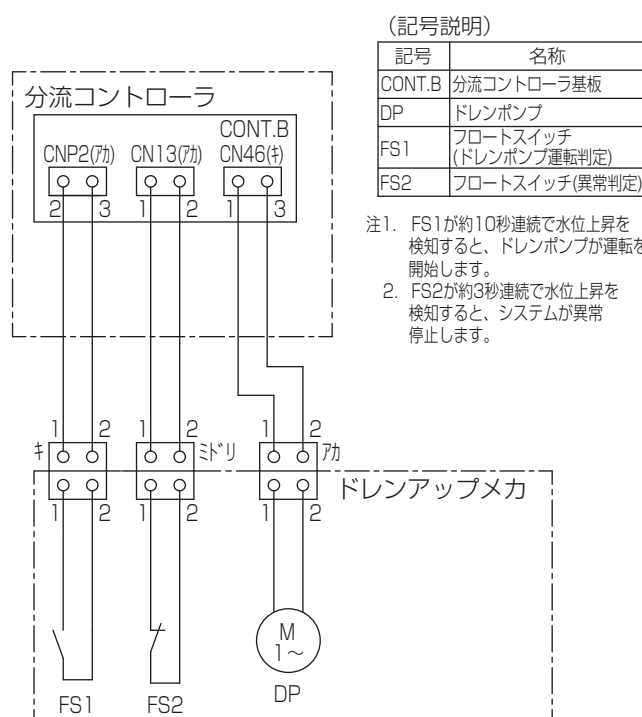 (記号説明)
記号 名称
CONT.B 分流コントローラ基板
DP ドレンポンプ
FS1 フロートスイッチ
(ドレンポンプ運転判定)
FS2 フロートスイッチ(異常判定)
注1. FS1が約10秒連続で水位上昇を
検知すると、ドレンポンプが運転を
開始します。
2. FS2が約3秒連続で水位上昇を
検知すると、システムが異常
停止します。
分流コントローラ
CONT.B
CNP2(アカ) CN13(アカ) CN46(キ)
2 3 1 2 1 3
1 2 1 2 1 2
キ ミドリ アカ
ドレンアップメカ
1 2 1 2 1 2
M
1~
FS1 FS2 DP